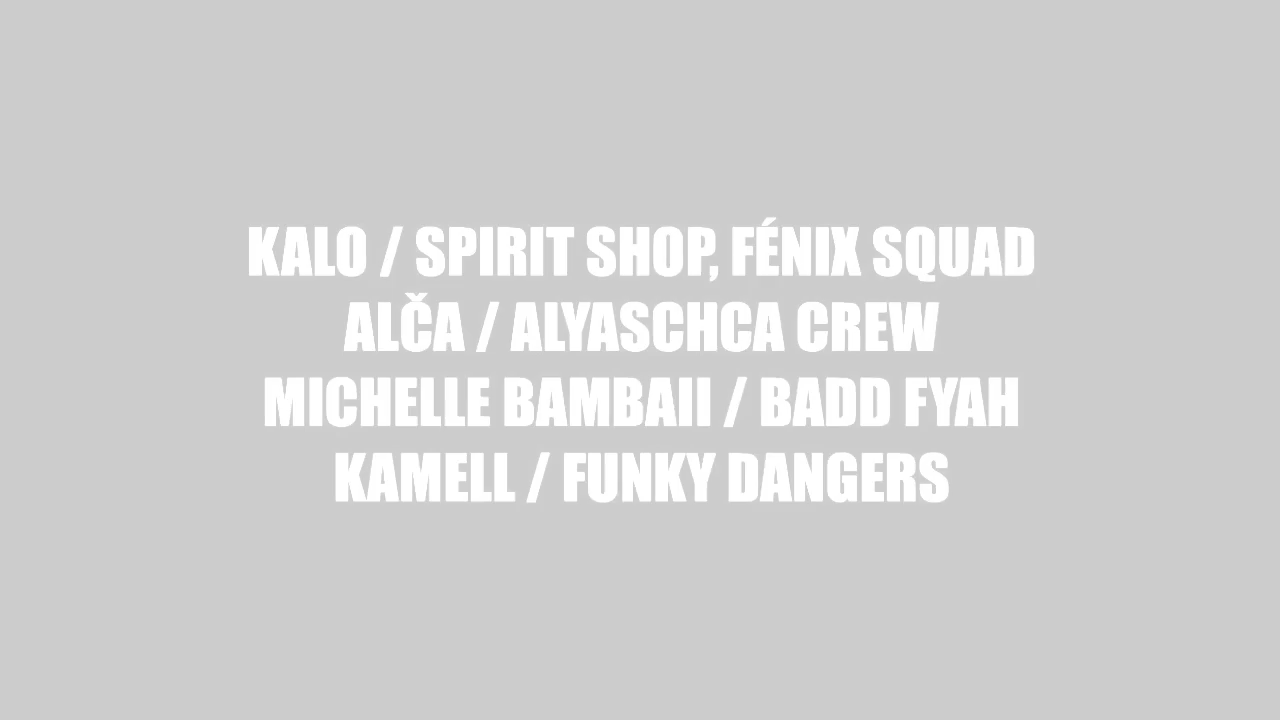 KALO / SPIRIT SHOP, FÉNIX SQUAD
ALČA / ALYASCHCA CREW
MICHELLE BAMBAII / BADD FYAH
KAMELL / FUNKY DANGERS